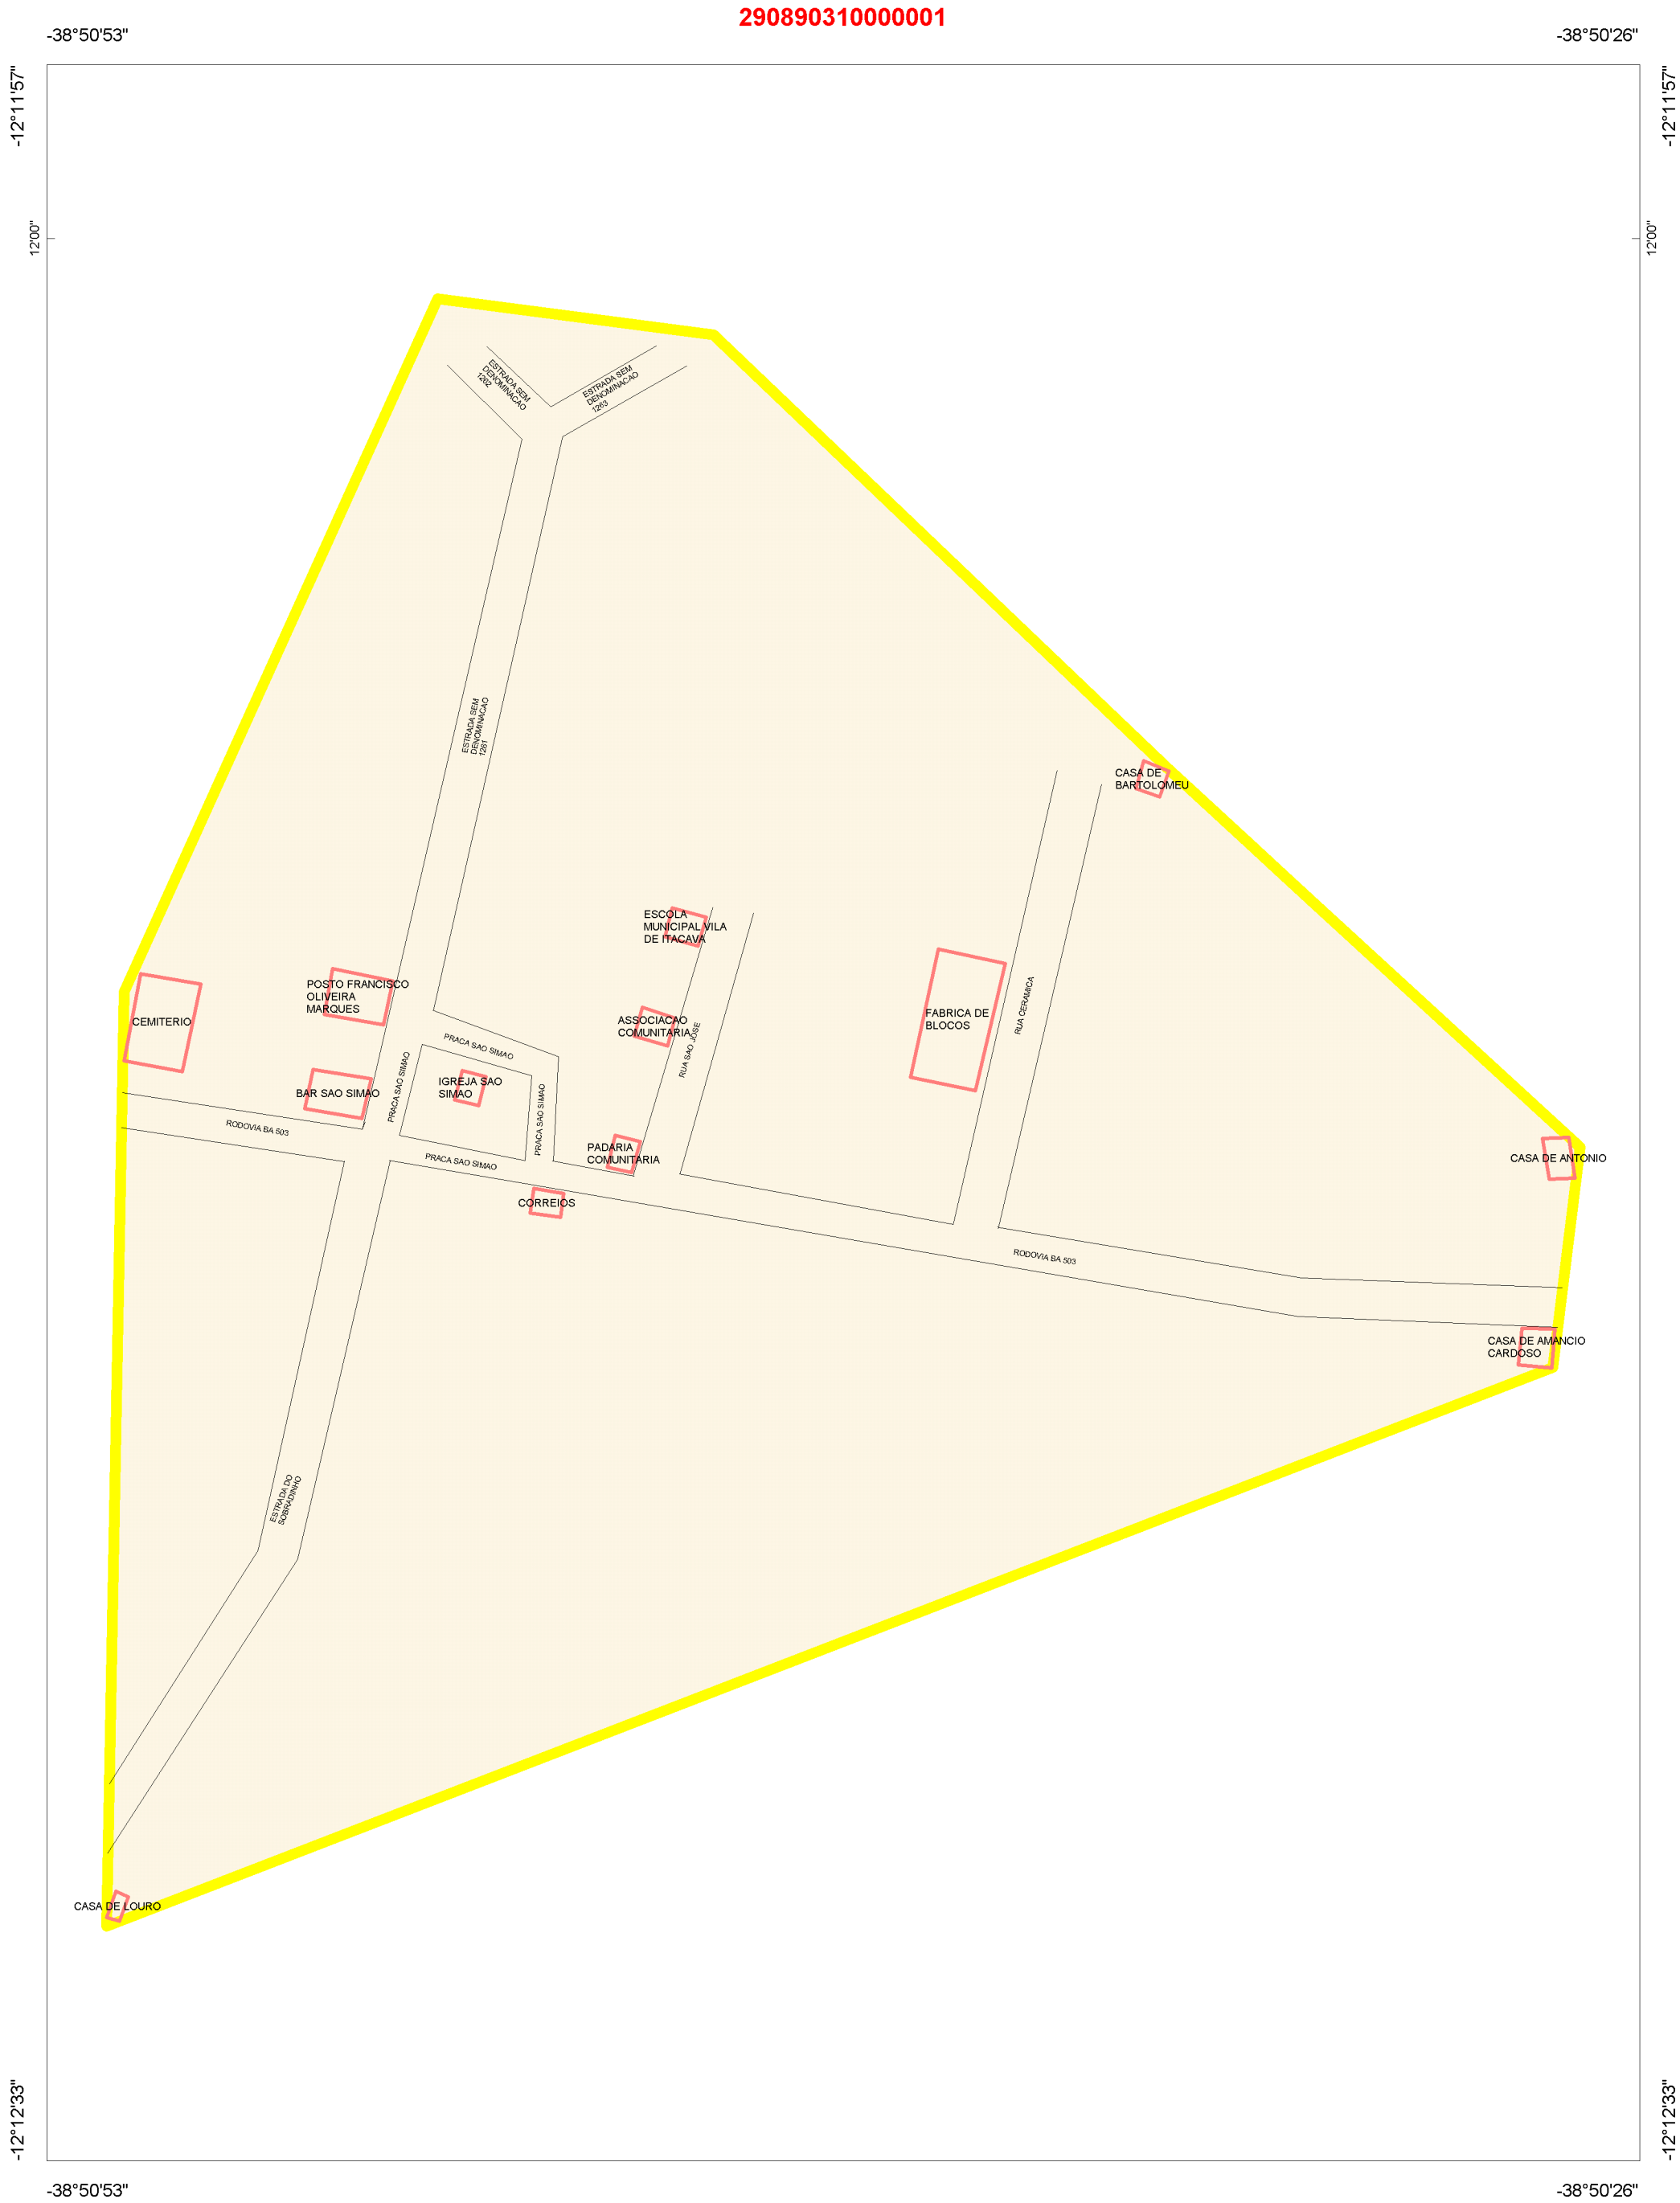 290890310000001
-38°50'53"
-38°50'26"
-12°11'57"
-12°11'57"
12'00"
12'00"
ESTRADA SEM
DENOMINACAO
1262
ESTRADA SEM
DENOMINACAO
1263
ESTRADA SEM
DENOMINACAO
1261
CASA DE
BARTOLOMEU
ESCOLA
MUNICIPAL VILA
DE ITACAVA
POSTO FRANCISCO
OLIVEIRA
MARQUES
CEMITERIO
ASSOCIACAO
COMUNITARIA
FABRICA DE
BLOCOS
RUA CERAMICA
RUA SAO JOSE
PRACA SAO SIMAO
PRACA SAO SIMAO
IGREJA SAO
SIMAO
BAR SAO SIMAO
PRACA SAO SIMAO
RODOVIA BA 503
PADARIA
COMUNITARIA
PRACA SAO SIMAO
CASA DE ANTONIO
CORREIOS
RODOVIA BA 503
CASA DE AMANCIO
CARDOSO
ESTRADA DO
SOBRADINHO
CASA DE LOURO
-12°12'33"
-12°12'33"
-38°50'53"
-38°50'26"